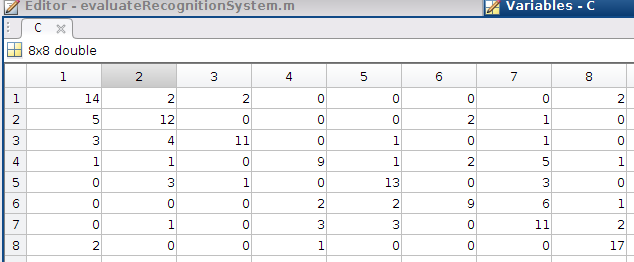 Editor - evaluateRecognitionSystem.m
Variables - C
C
8x8 double
1 2 3 4 5 6 7 8
1 14 2 2 0 0 0 0 2
2 5 12 0 0 0 2 1 0
3 3 4 11 0 1 0 1 0
4 1 1 0 9 1 2 5 1
5 0 3 1 0 13 0 3 0
6 0 0 0 2 2 9 6 1
7 0 1 0 3 3 0 11 2
8 2 0 0 1 0 0 0 17